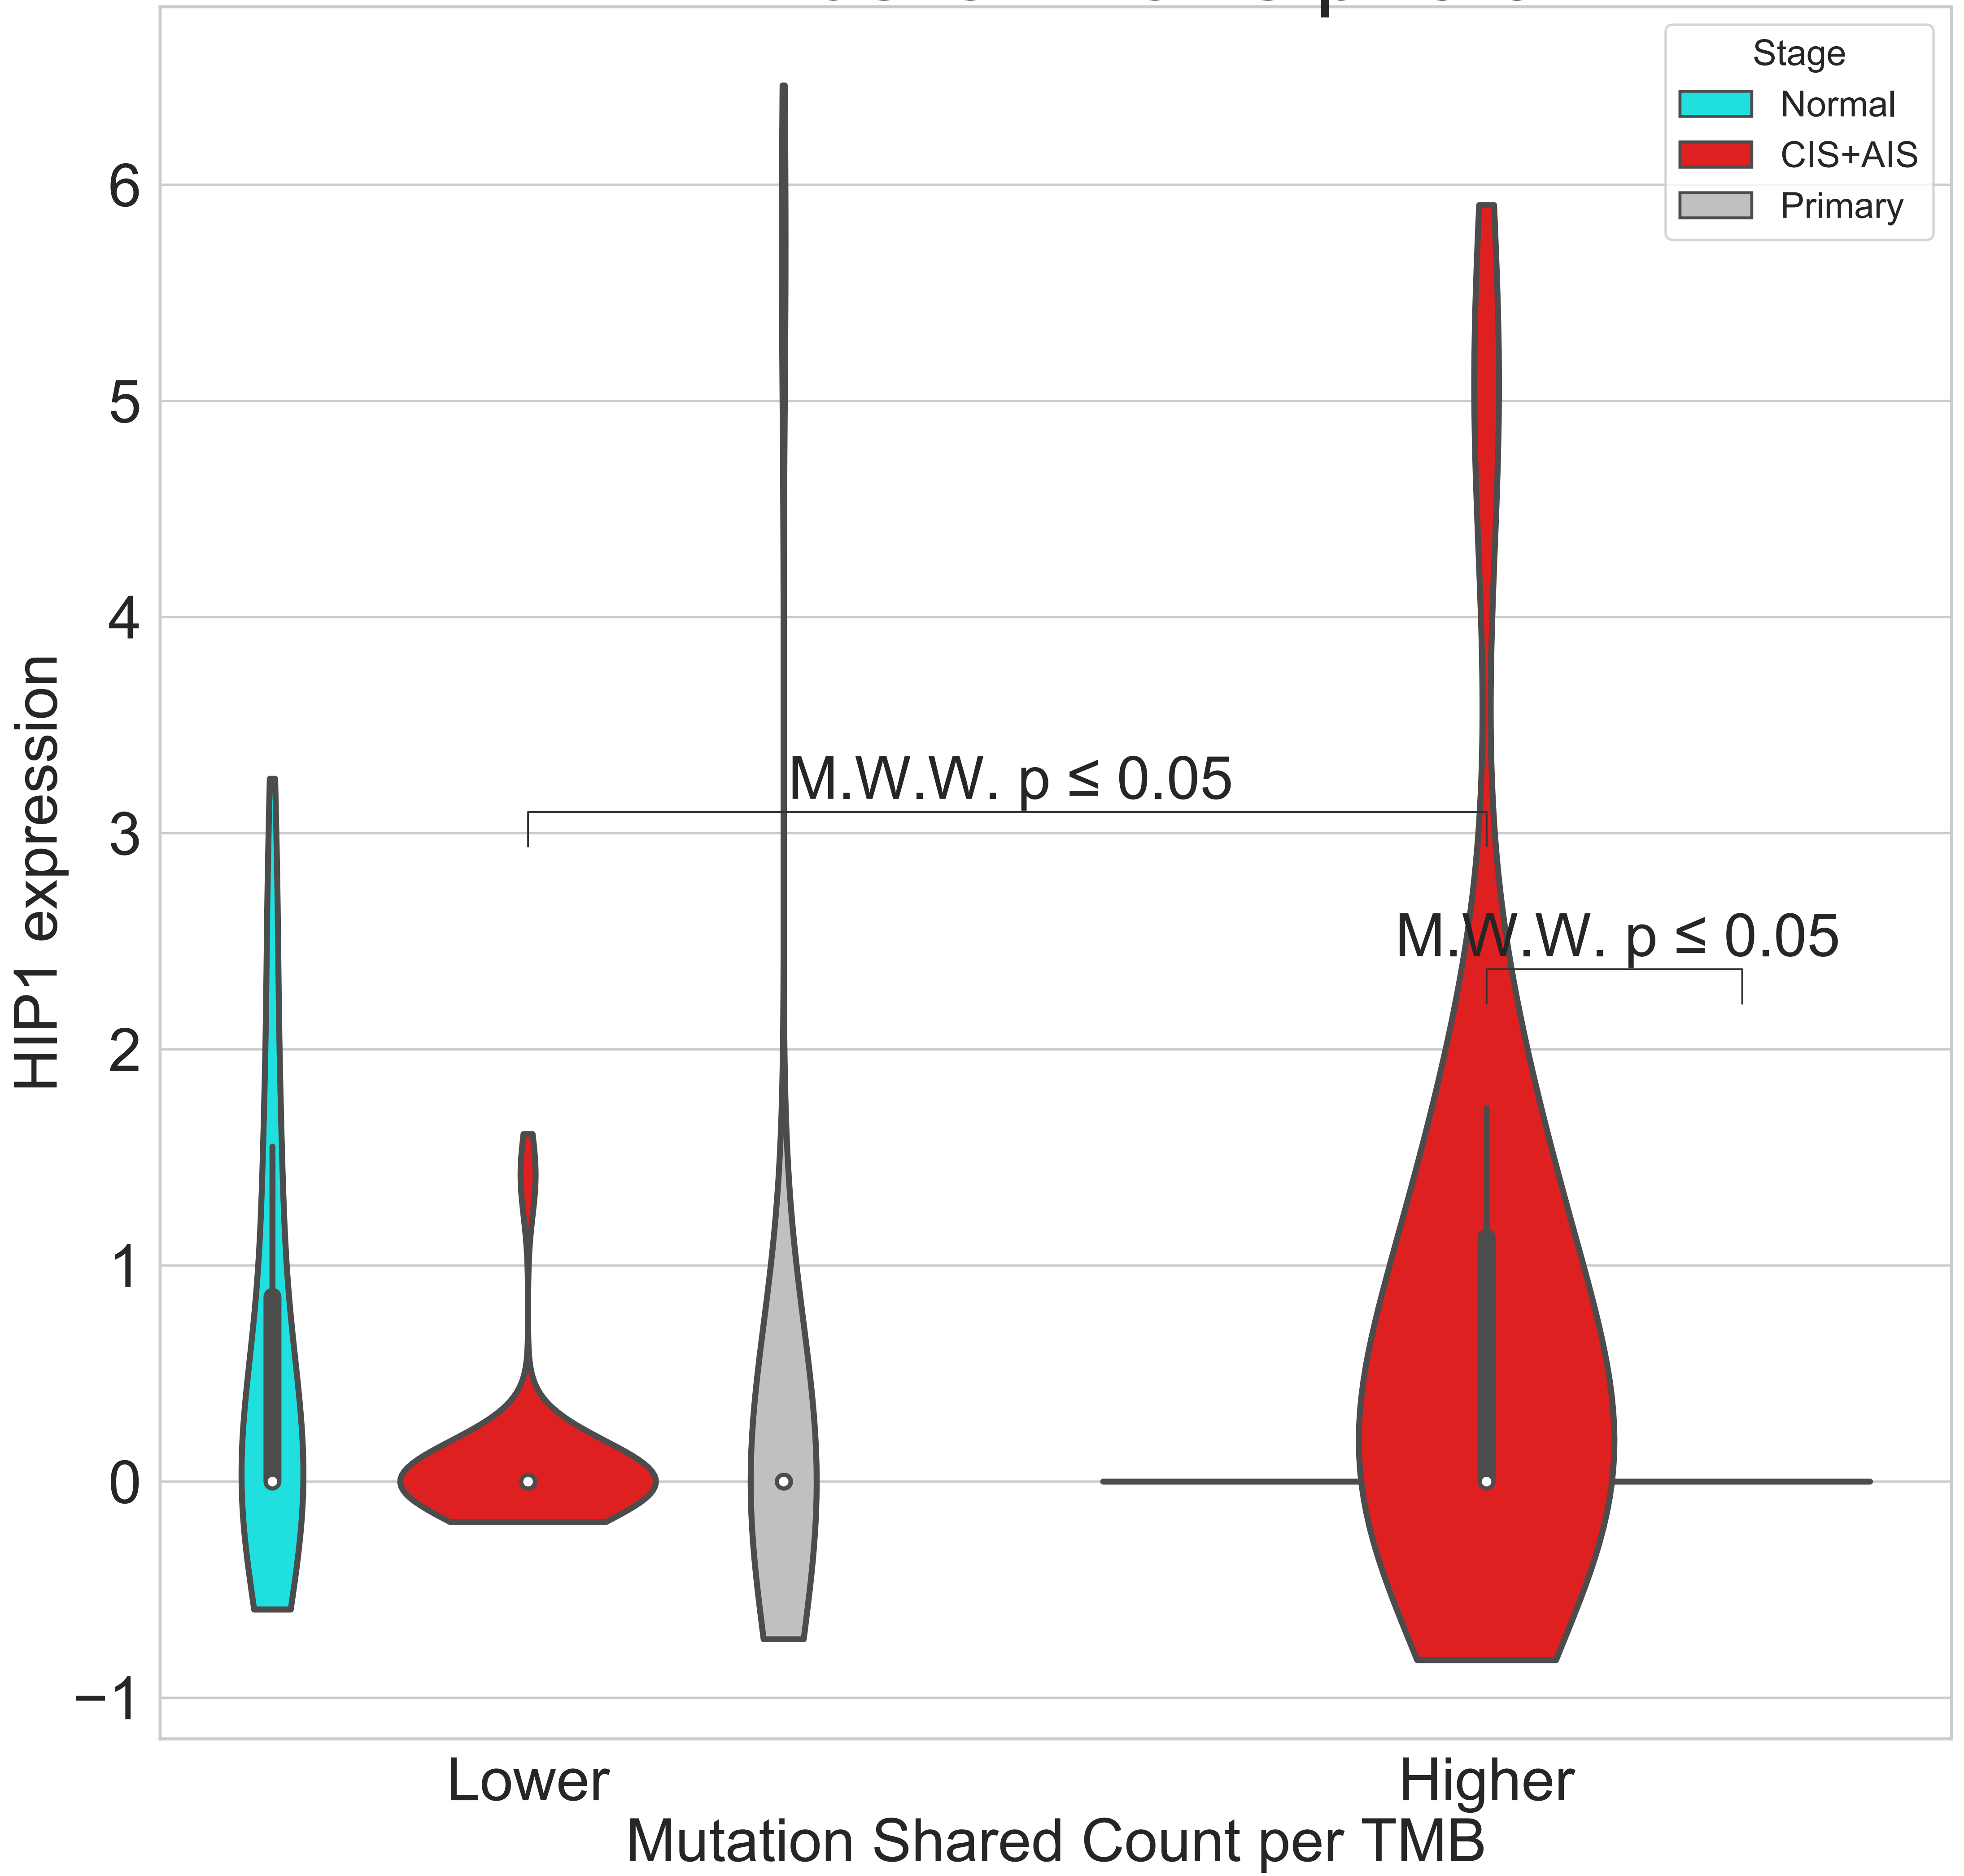 Stage
Normal
CIS+AIS
Primary
6
5
4
3
2
1
0
−1
HIP1 expression
M.W.W. p ≤ 0.05
M.W.W. p ≤ 0.05
Lower
Higher
Mutation Shared Count per TMB